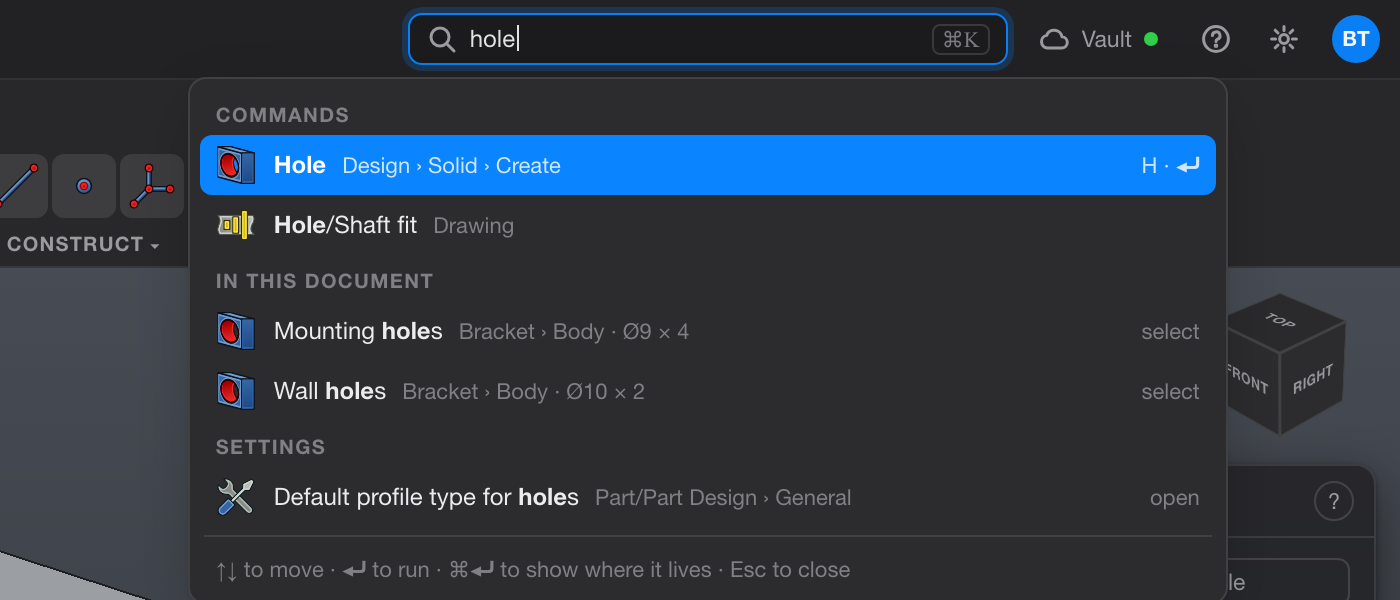 hole ⌘K Vault ? BT
COMMANDS
Hole Design › Solid › Create H · ↵
Hole/Shaft fit Drawing
CONSTRUCT
IN THIS DOCUMENT
Mounting holes Bracket › Body · Ø9 × 4 select
Wall holes Bracket › Body · Ø10 × 2 select
SETTINGS
Default profile type for holes Part/Part Design › General open
↑↓ to move · ↵ to run · ⌘↵ to show where it lives · Esc to close
TOP
FRONT RIGHT
?
le